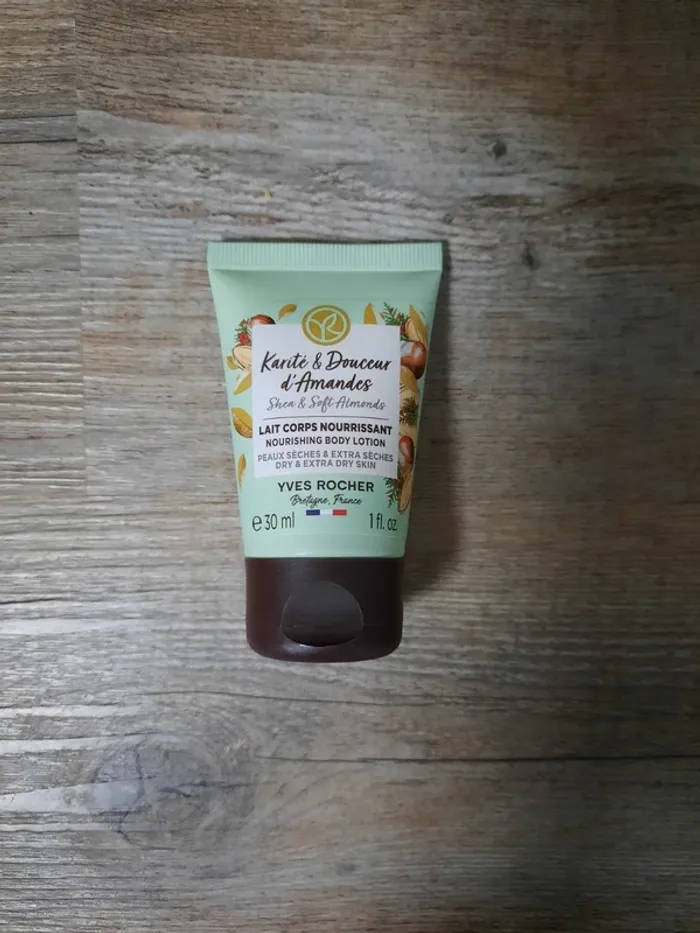 Karité & Douceur
d'Amandes
Shea & Soft Almonds
LAIT CORPS NOURRISSANT
NOURISHING BODY LOTION
PEAUX SÈCHES & EXTRA SÈCHES
DRY & EXTRA DRY SKIN
YVES ROCHER
Bretagne, France
℮ 30 ml 1 fl. oz